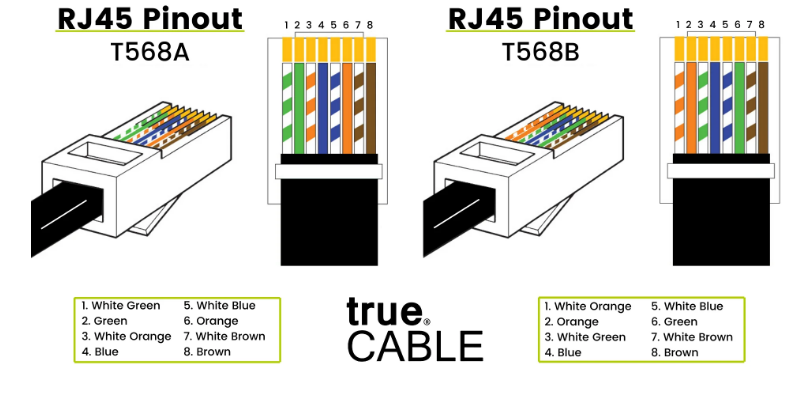 RJ45 Pinout
T568A
1 2 3 4 5 6 7 8
RJ45 Pinout
T568B
1 2 3 4 5 6 7 8
1. White Green
2. Green
3. White Orange
4. Blue
5. White Blue
6. Orange
7. White Brown
8. Brown
true®
CABLE
1. White Orange
2. Orange
3. White Green
4. Blue
5. White Blue
6. Green
7. White Brown
8. Brown